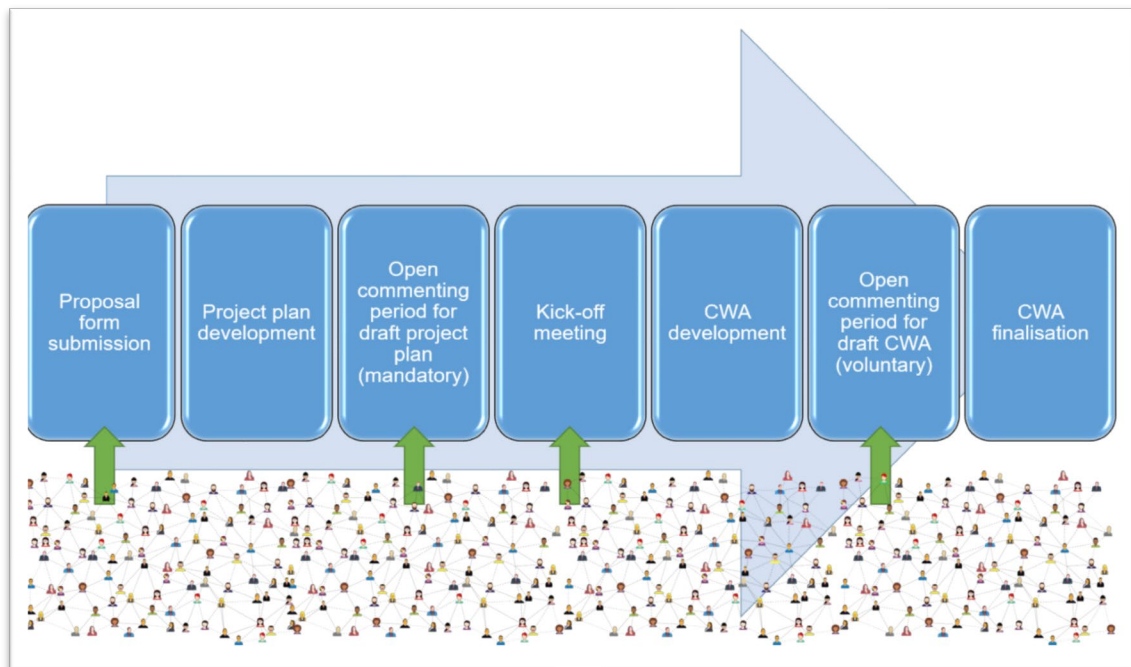 Proposal
form
submission
Project plan
development
Open
commenting
period for
draft project
plan
(mandatory)
Kick-off
meeting
CWA
development
Open
commenting
period for
draft CWA
(voluntary)
CWA
finalisation